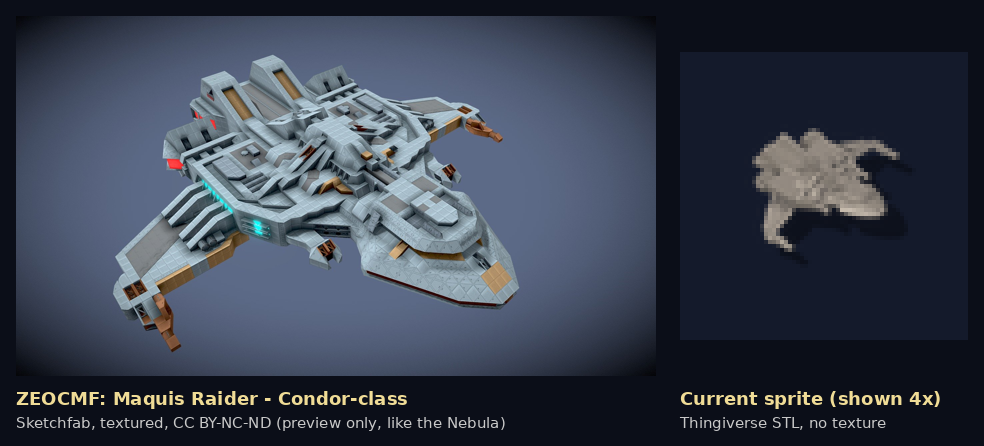 ZEOCMF: Maquis Raider - Condor-class
Sketchfab, textured, CC BY-NC-ND (preview only, like the Nebula)
Current sprite (shown 4x)
Thingiverse STL, no texture